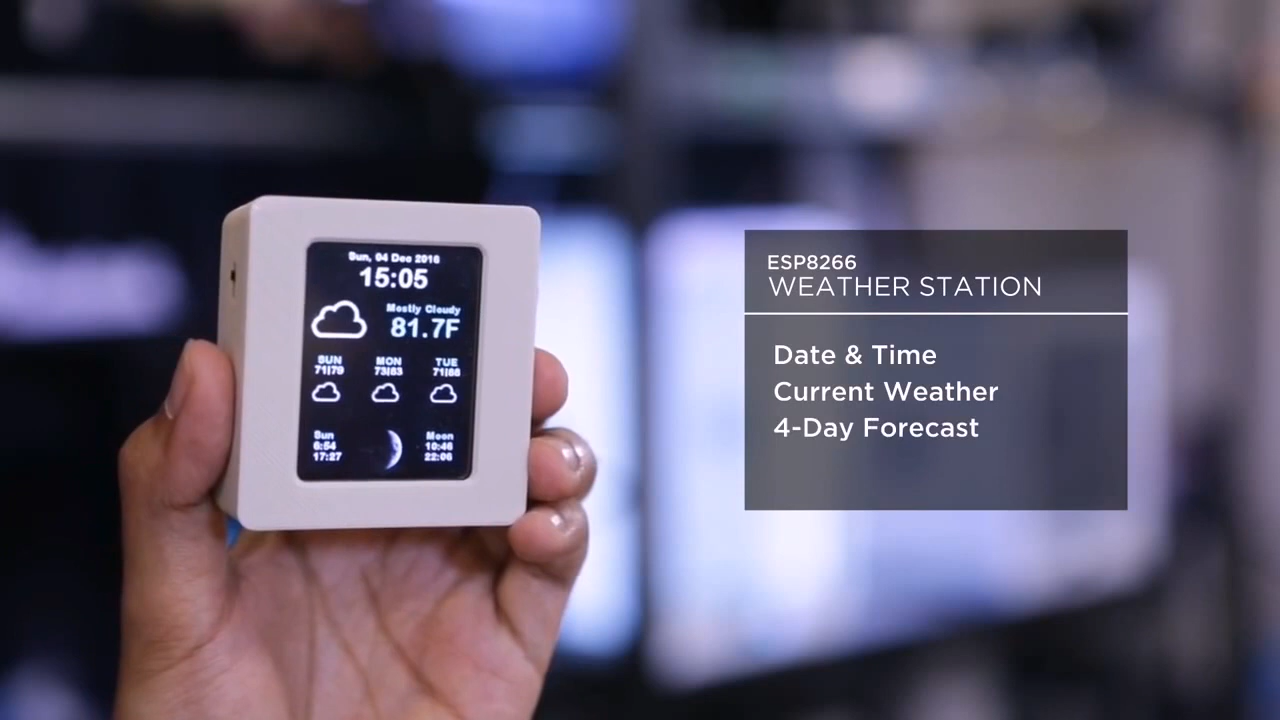 Sun, 04 Dec 2016
15:05
Mostly Cloudy
81.7F
SUN MON TUE
71|79 73|83 71|88
Sun Moon
6:54 10:46
17:27 22:06
ESP8266
WEATHER STATION
Date & Time
Current Weather
4-Day Forecast